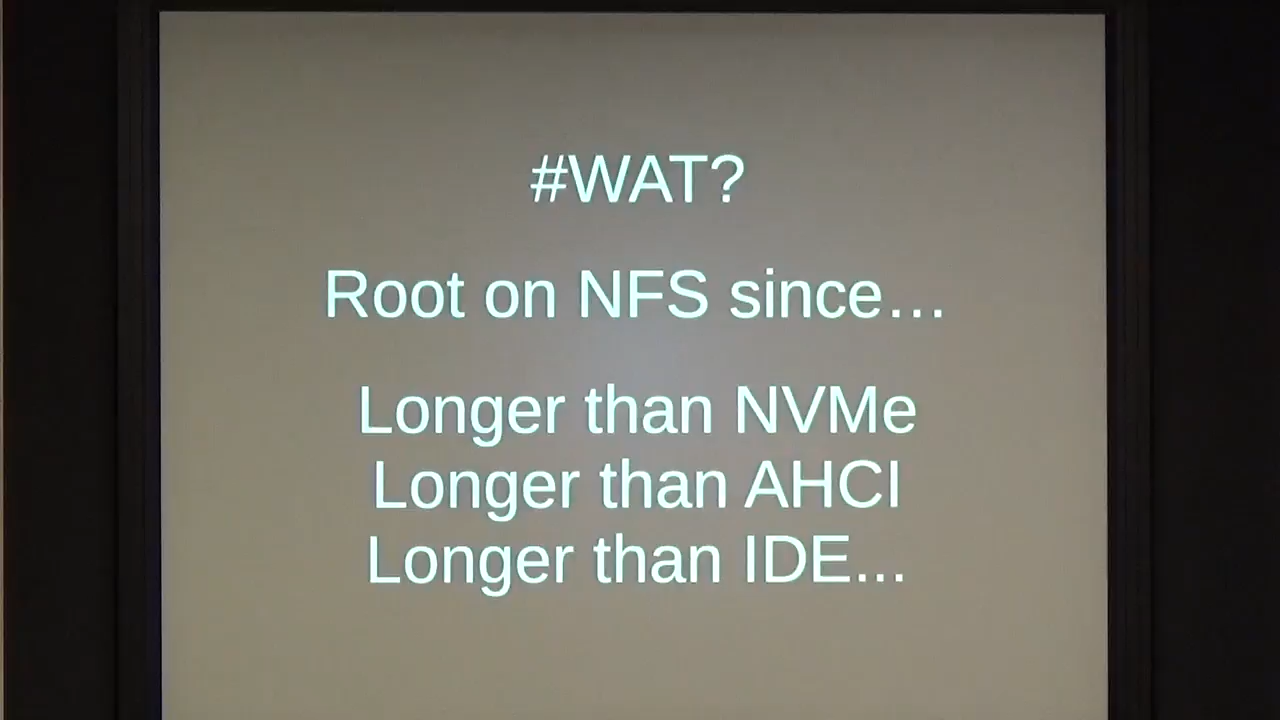 #WAT?
Root on NFS since…
Longer than NVMe
Longer than AHCI
Longer than IDE...